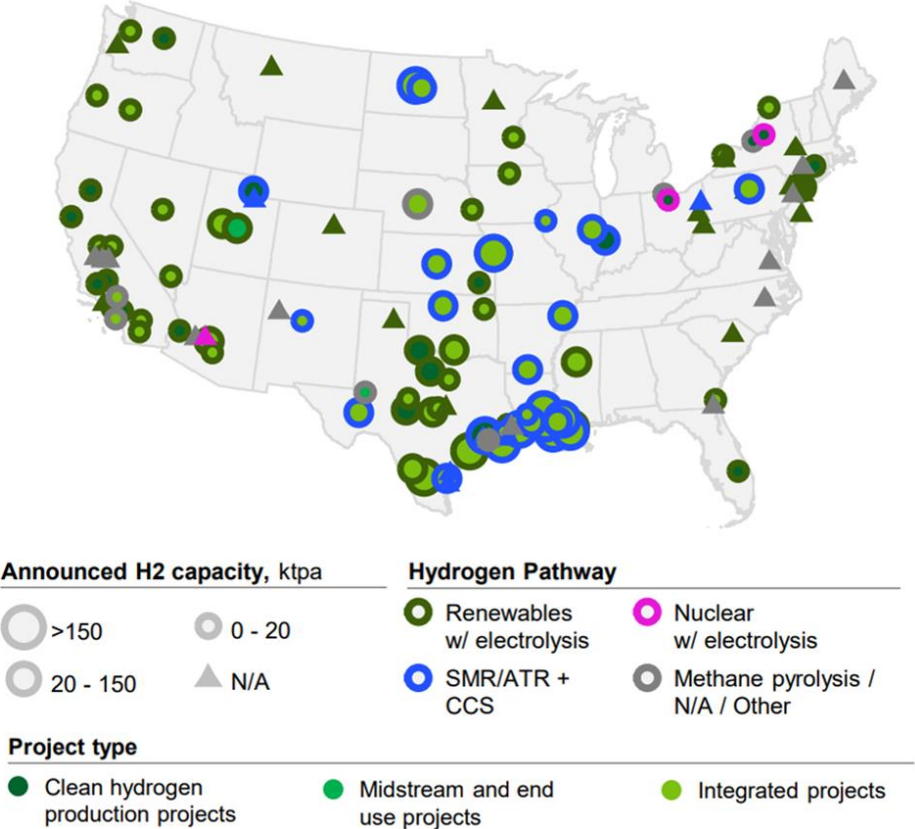 Announced H2 capacity, ktpa
>150
0 - 20
20 - 150
N/A
Hydrogen Pathway
Renewables
w/ electrolysis
Nuclear
w/ electrolysis
SMR/ATR +
CCS
Methane pyrolysis /
N/A / Other
Project type
Clean hydrogen
production projects
Midstream and end
use projects
Integrated projects